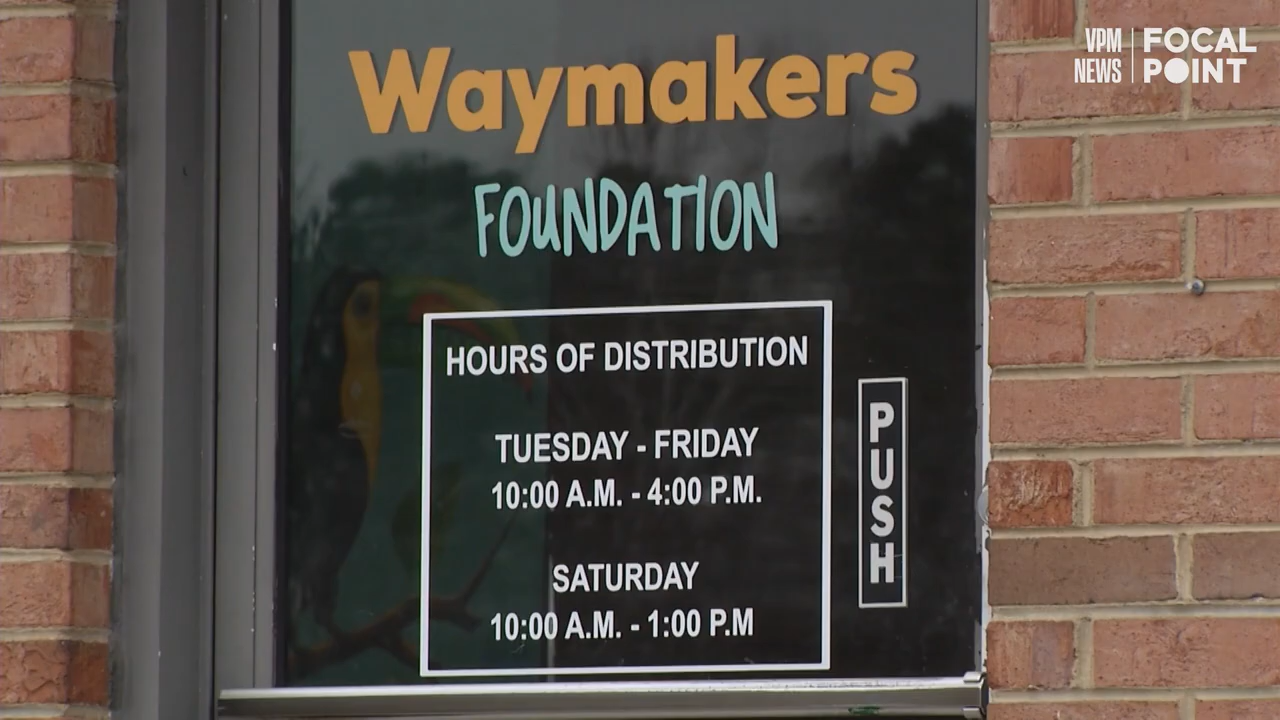 VPM NEWS
FOCAL POINT
Waymakers
FOUNDATION
HOURS OF DISTRIBUTION
TUESDAY - FRIDAY
10:00 A.M. - 4:00 P.M.
SATURDAY
10:00 A.M. - 1:00 P.M
PUSH